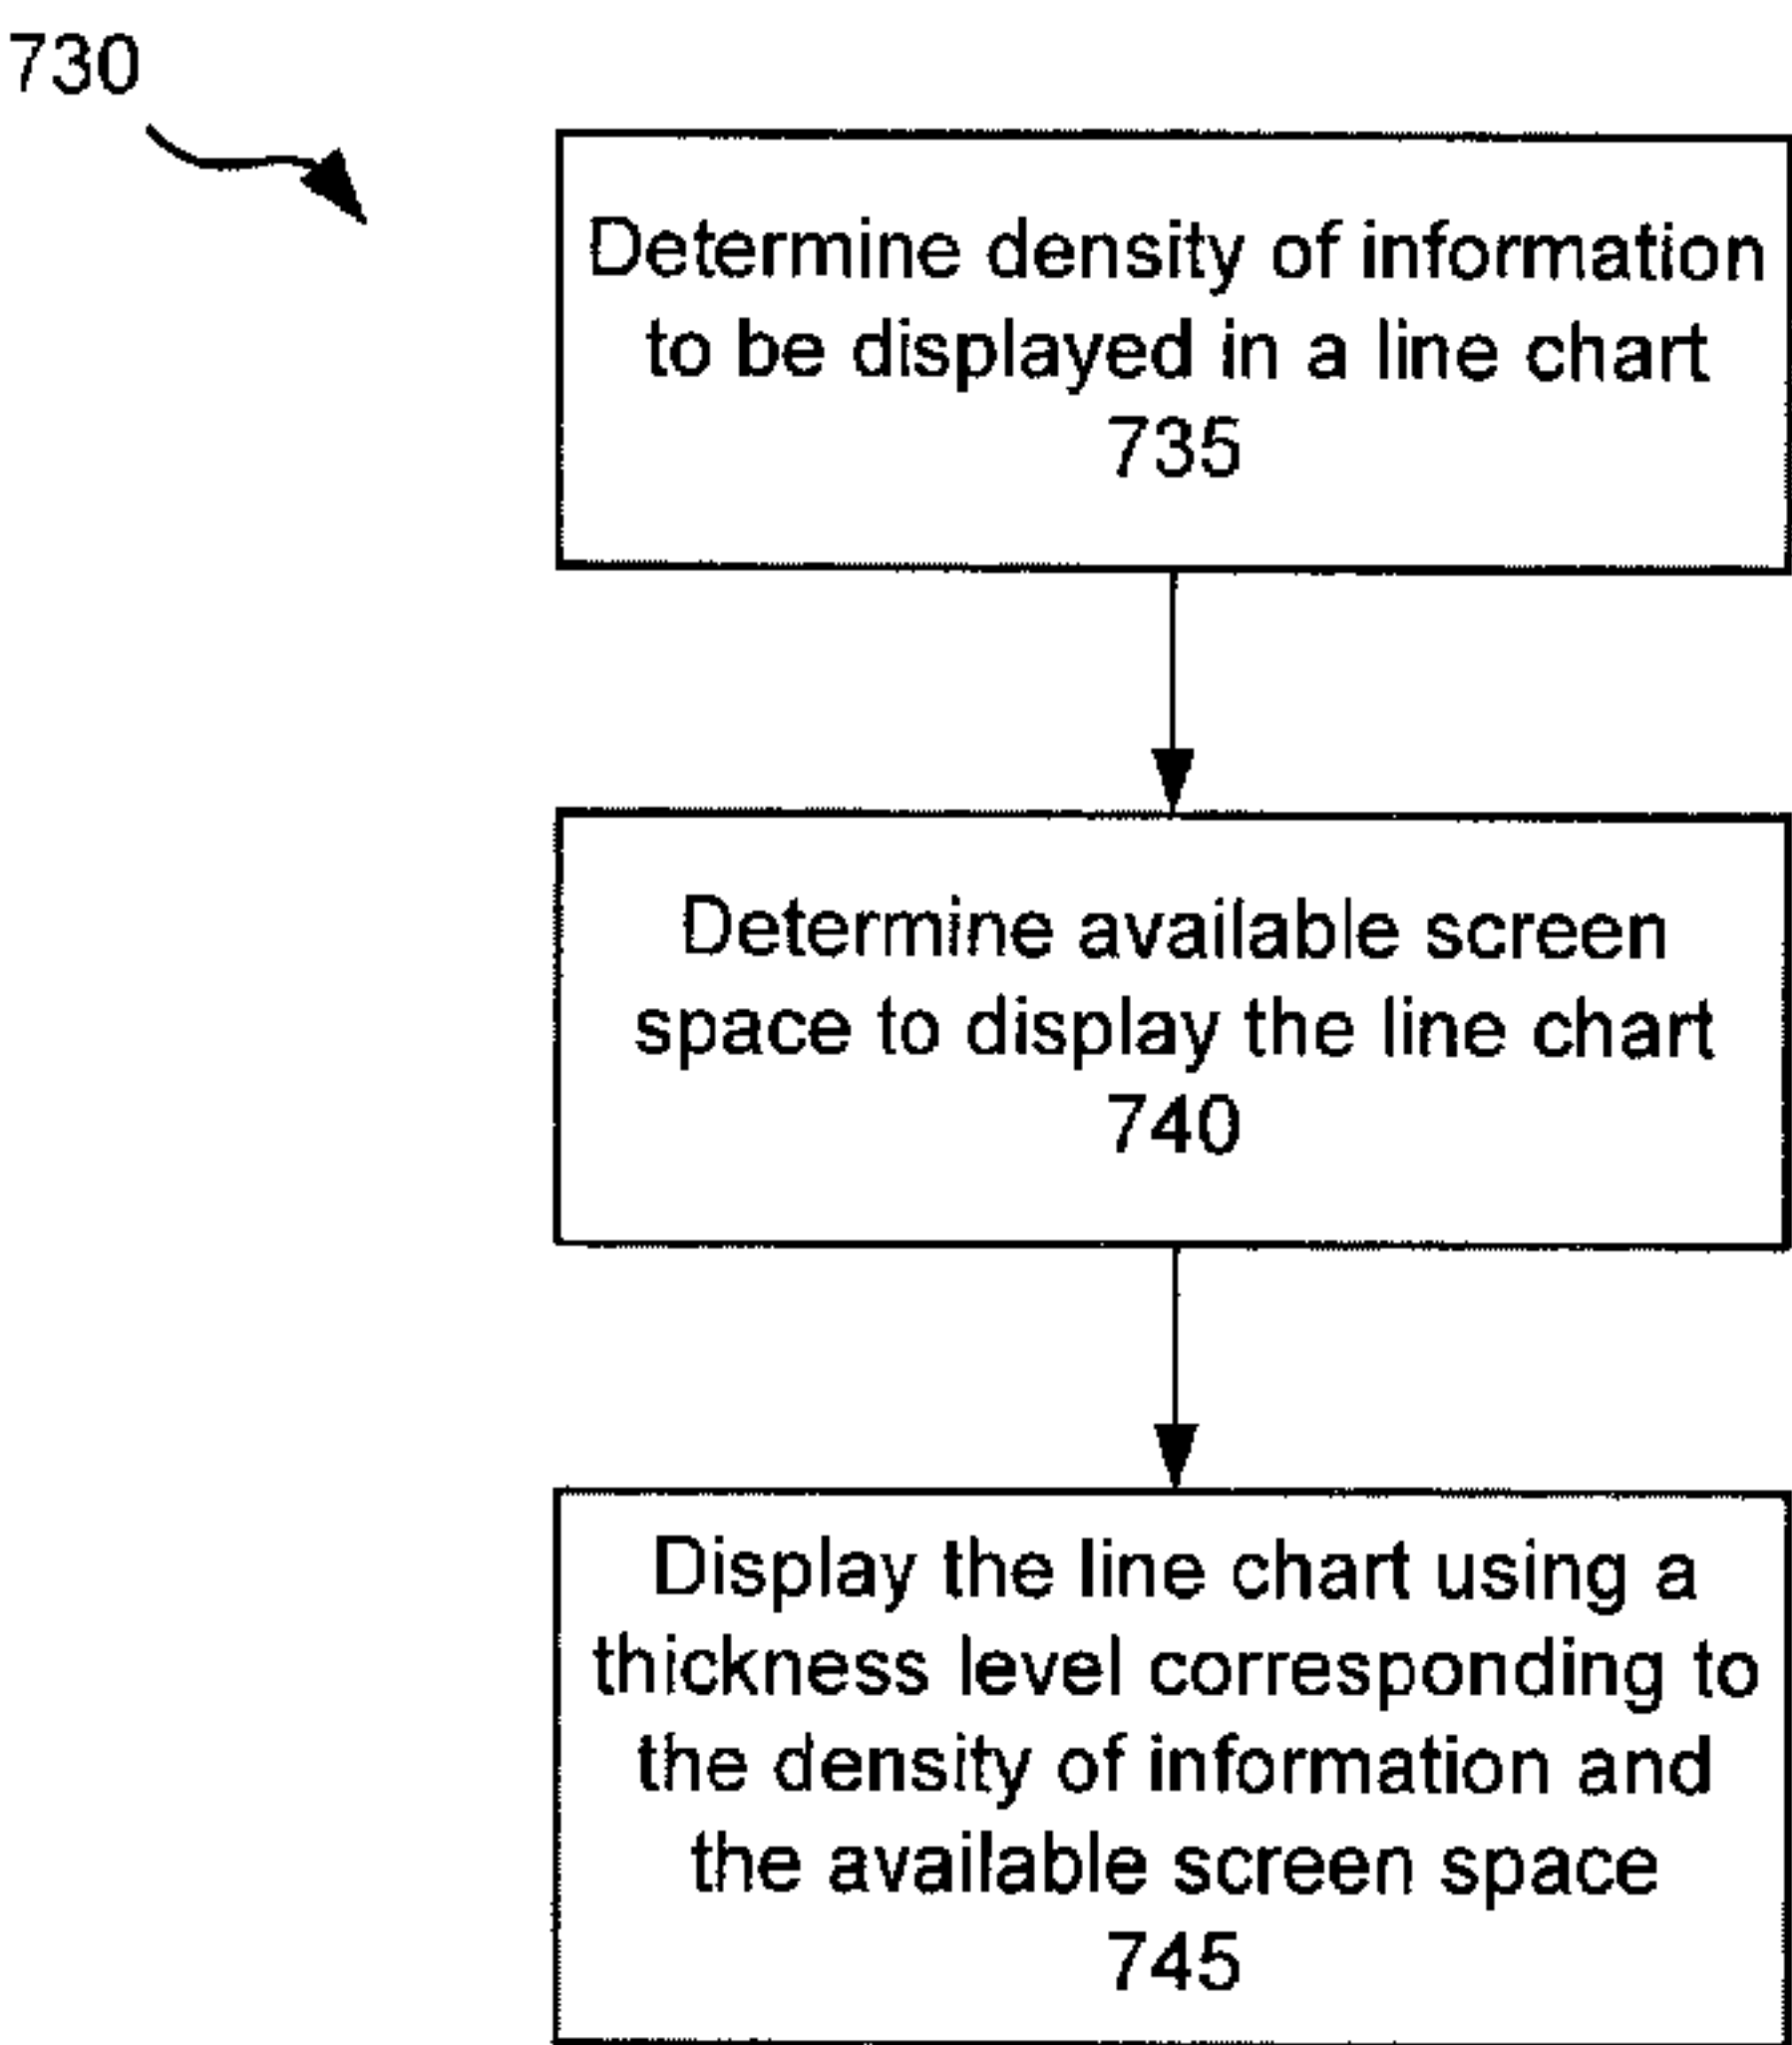 730
Determine density of information
to be displayed in a line chart
735
Determine available screen
space to display the line chart
740
Display the line chart using a
thickness level corresponding to
the density of information and
the available screen space
745